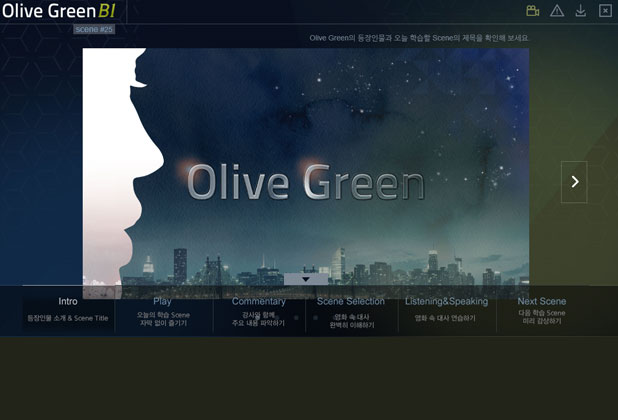 Olive Green BI
scene #25
Olive Green의 등장인물과 오늘 학습할 Scene의 제목을 확인해 보세요.
Olive Green
Intro
등장인물 소개 & Scene Title
Play
오늘의 학습 Scene
자막 없이 즐기기
Commentary
강사와 함께
주요 내용 파악하기
Scene Selection
영화 속 대사
완벽히 이해하기
Listening&Speaking
영화 속 대사 연습하기
Next Scene
다음 학습 Scene
미리 감상하기